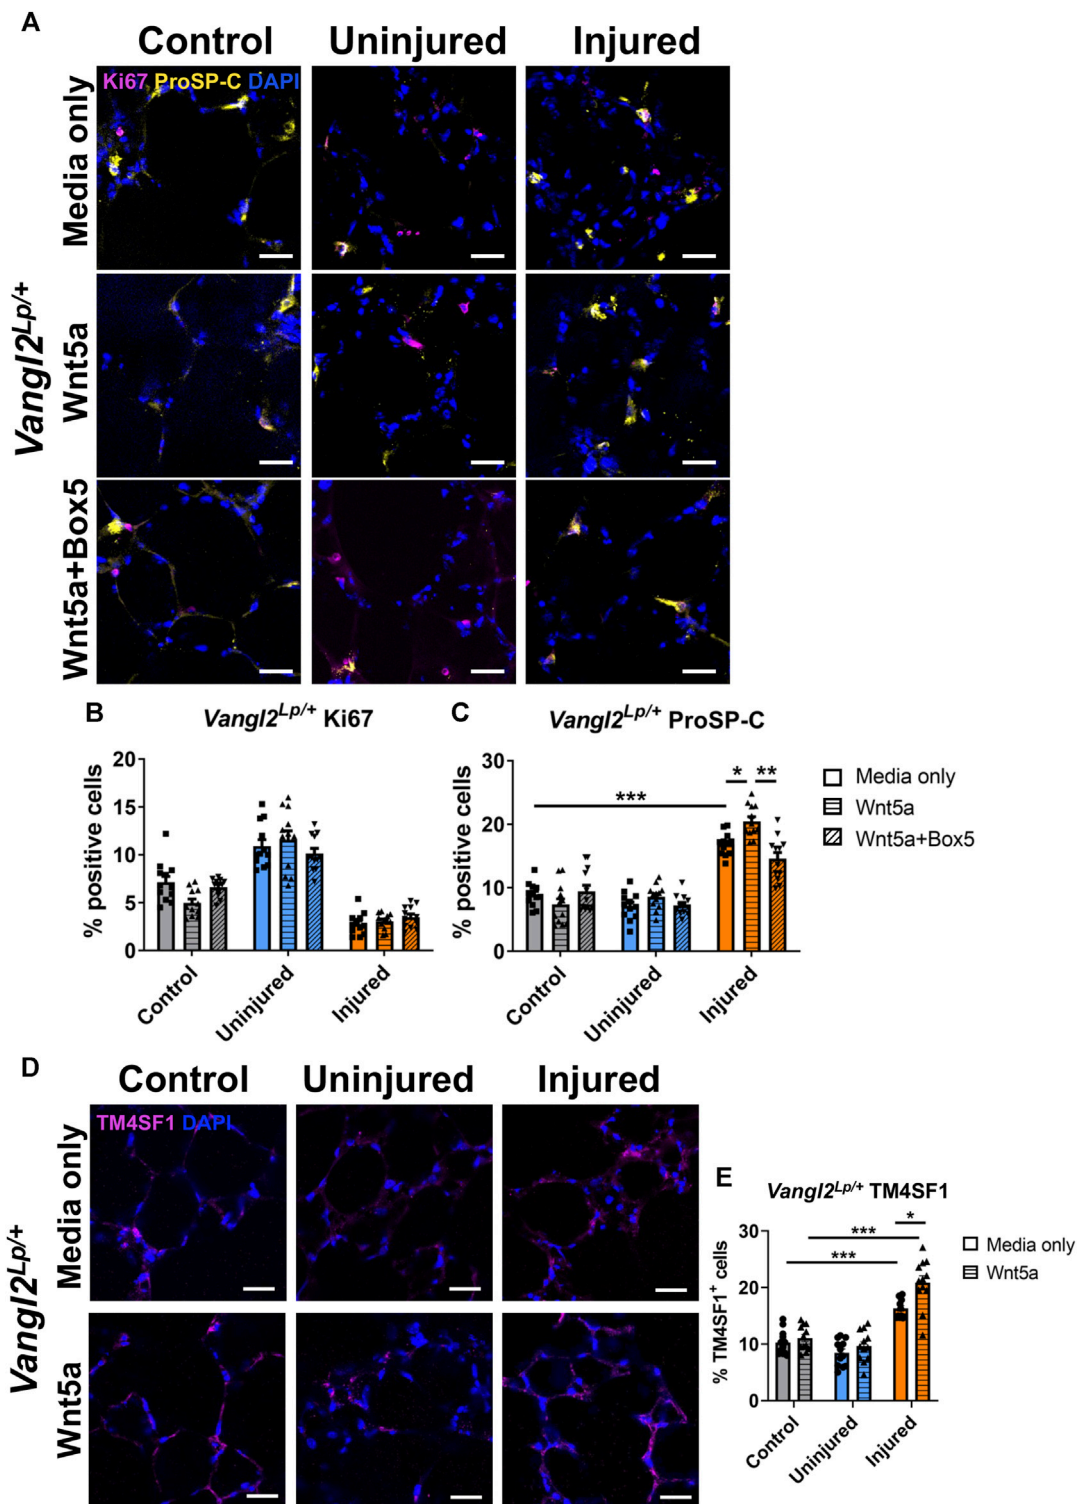 A
Control Uninjured Injured
Ki67 ProSP-C DAPI
Media only
Vangl2Lp/+
Wnt5a
Wnt5a+Box5
B
Vangl2Lp/+ Ki67
% positive cells
20
15
10
5
0
Control
Uninjured
Injured
C
Vangl2Lp/+ ProSP-C
% positive cells
30
20
10
0
***
* **
Control
Uninjured
Injured
Media only
Wnt5a
Wnt5a+Box5
D
Control Uninjured Injured
TM4SF1 DAPI
Media only
Vangl2Lp/+
Wnt5a
E
Vangl2Lp/+ TM4SF1
% TM4SF1+ cells
30
20
10
0
*
***
***
Control
Uninjured
Injured
Media only
Wnt5a